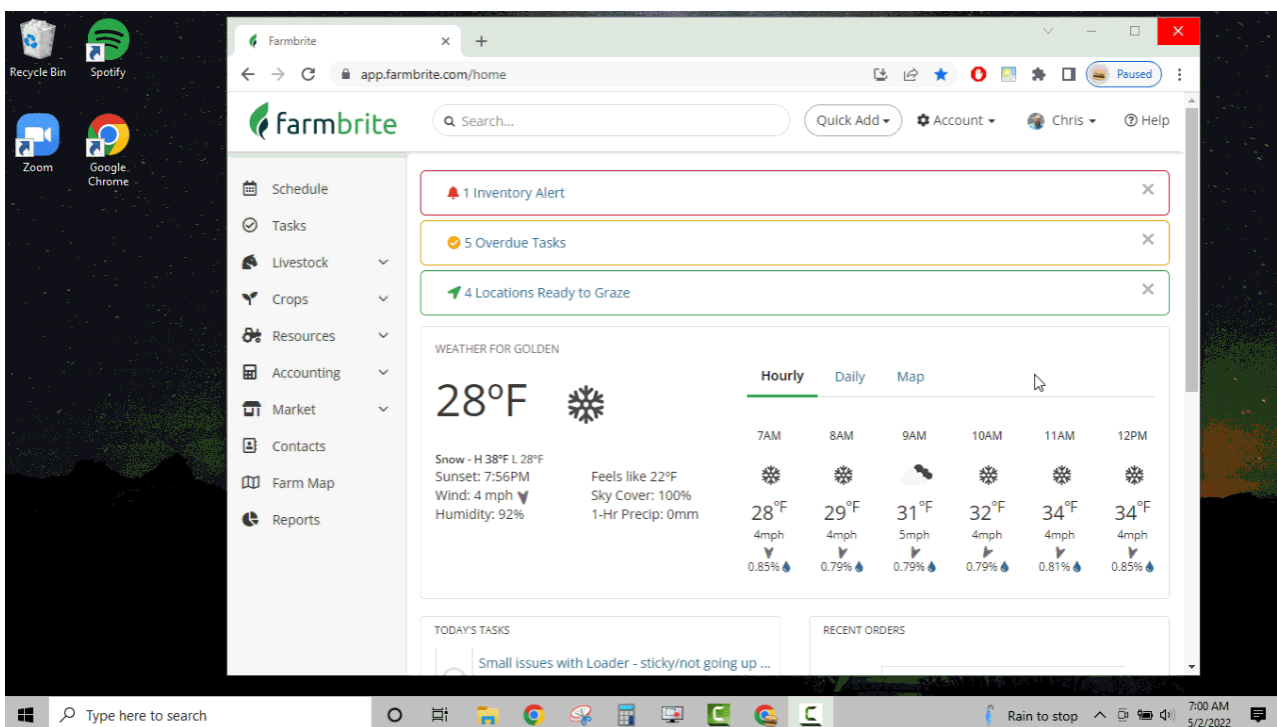 Recycle Bin
Spotify
Zoom
Google Chrome
Farmbrite
app.farmbrite.com/home
Paused
farmbrite
Search...
Quick Add
Account
Chris
Help
Schedule
Tasks
Livestock
Crops
Resources
Accounting
Market
Contacts
Farm Map
Reports
1 Inventory Alert
5 Overdue Tasks
4 Locations Ready to Graze
WEATHER FOR GOLDEN
28°F
Snow - H 38°F L 28°F
Sunset: 7:56PM
Wind: 4 mph
Humidity: 92%
Feels like 22°F
Sky Cover: 100%
1-Hr Precip: 0mm
Hourly Daily Map
7AM 8AM 9AM 10AM 11AM 12PM
28°F 29°F 31°F 32°F 34°F 34°F
4mph 4mph 5mph 4mph 4mph 4mph
0.85% 0.79% 0.79% 0.79% 0.81% 0.85%
TODAY'S TASKS
Small issues with Loader - sticky/not going up ...
RECENT ORDERS
Type here to search
Rain to stop
7:00 AM
5/2/2022